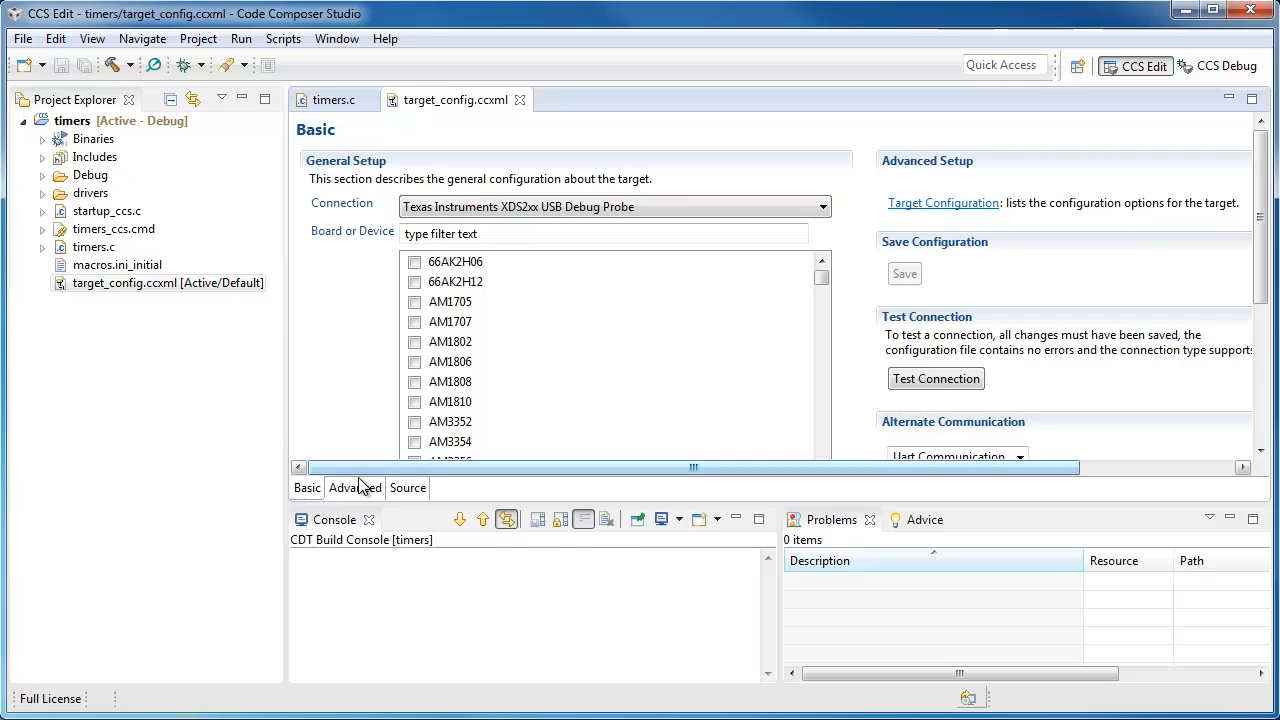 CCS Edit - timers/target_config.ccxml - Code Composer Studio
File Edit View Navigate Project Run Scripts Window Help
Quick Access
CCS Edit
CCS Debug
Project Explorer
timers [Active - Debug]
Binaries
Includes
Debug
drivers
startup_ccs.c
timers_ccs.cmd
timers.c
macros.ini_initial
target_config.ccxml [Active/Default]
timers.c
target_config.ccxml
Basic
General Setup
This section describes the general configuration about the target.
Connection
Texas Instruments XDS2xx USB Debug Probe
Board or Device
type filter text
66AK2H06
66AK2H12
AM1705
AM1707
AM1802
AM1806
AM1808
AM1810
AM3352
AM3354
Advanced Setup
Target Configuration: lists the configuration options for the target.
Save Configuration
Save
Test Connection
To test a connection, all changes must have been saved, the
configuration file contains no errors and the connection type supports
Test Connection
Alternate Communication
Uart Communication
Basic Advanced Source
Console
CDT Build Console [timers]
Problems
Advice
0 items
Description Resource Path
Full License